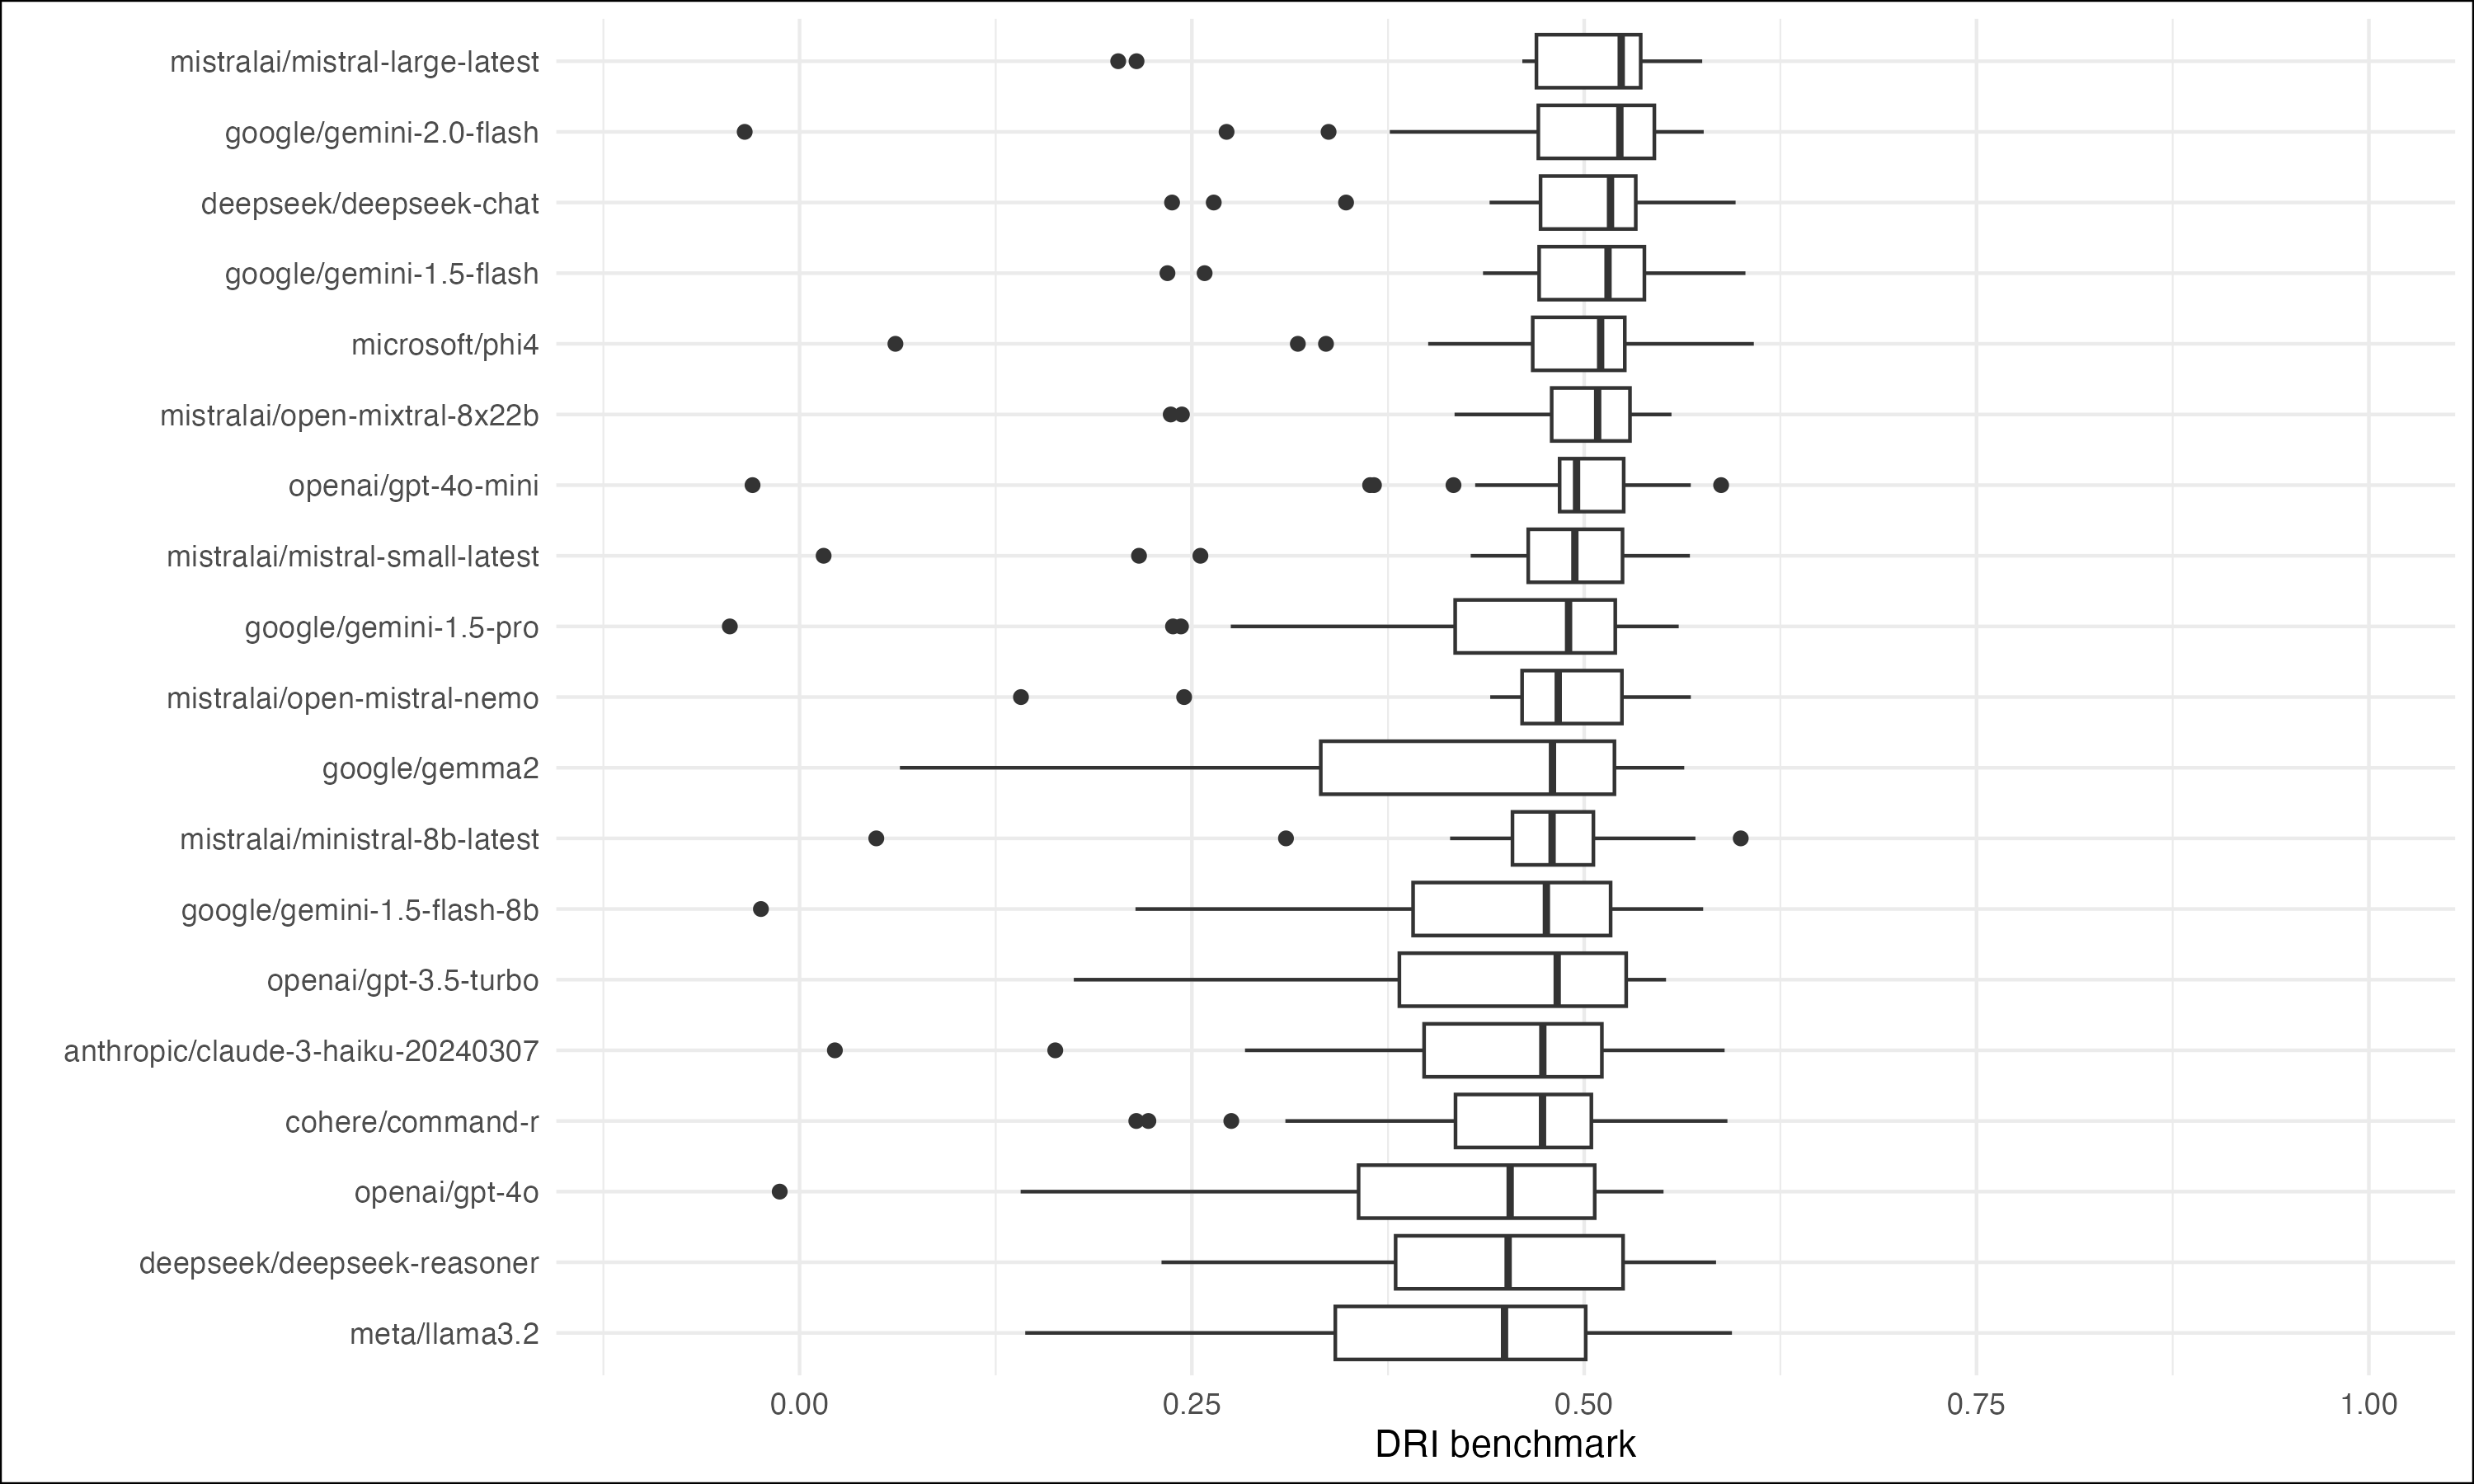 mistralai/mistral-large-latest
google/gemini-2.0-flash
deepseek/deepseek-chat
google/gemini-1.5-flash
microsoft/phi4
mistralai/open-mixtral-8x22b
openai/gpt-4o-mini
mistralai/mistral-small-latest
google/gemini-1.5-pro
mistralai/open-mistral-nemo
google/gemma2
mistralai/ministral-8b-latest
google/gemini-1.5-flash-8b
openai/gpt-3.5-turbo
anthropic/claude-3-haiku-20240307
cohere/command-r
openai/gpt-4o
deepseek/deepseek-reasoner
meta/llama3.2
0.00 0.25 0.50 0.75 1.00
DRI benchmark